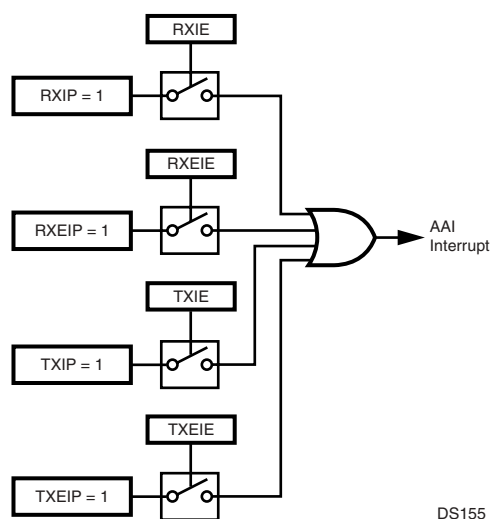 RXIE
RXIP = 1
RXEIE
RXEIP = 1
AAI
Interrupt
TXIE
TXIP = 1
TXEIE
TXEIP = 1
DS155